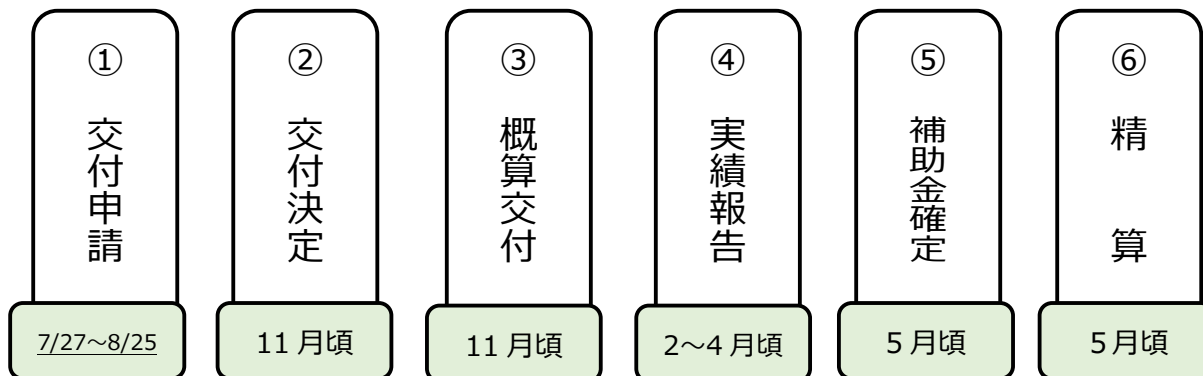 ①
交付申請
7/27～8/25
②
交付決定
11月頃
③
概算交付
11月頃
④
実績報告
2～4月頃
⑤
補助金確定
5月頃
⑥
精算
5月頃